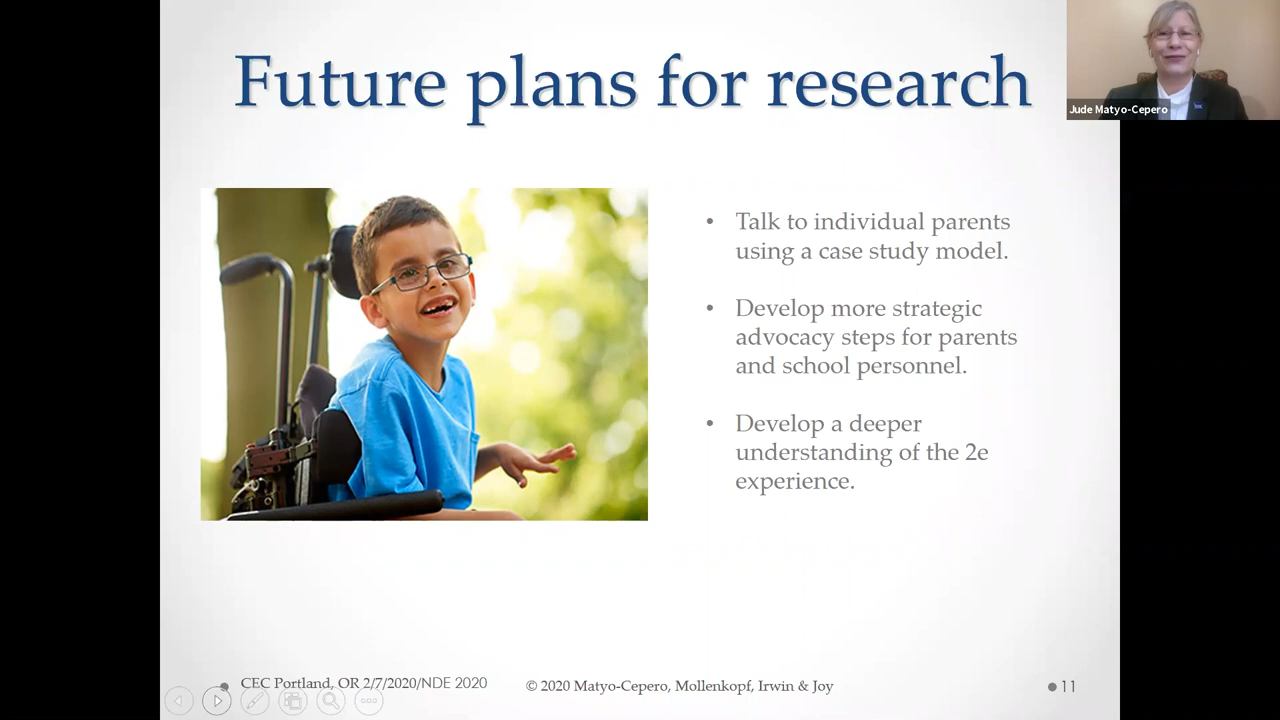 Future plans for research
Jude Matyo-Cepero
• Talk to individual parents
using a case study model.
• Develop more strategic
advocacy steps for parents
and school personnel.
• Develop a deeper
understanding of the 2e
experience.
CEC Portland, OR 2/7/2020/NDE 2020
© 2020 Matyo-Cepero, Mollenkopf, Irwin & Joy
11